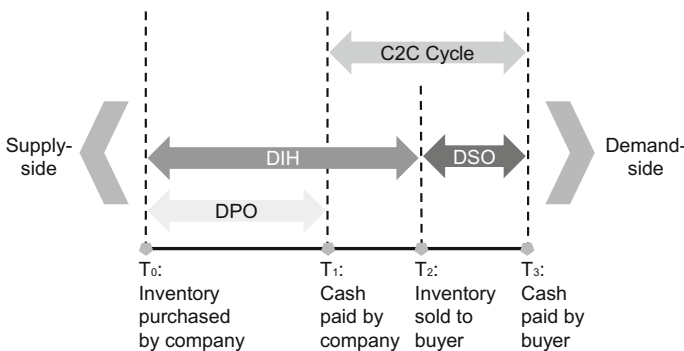 C2C Cycle
Supply-
side
DIH
DSO
Demand-
side
DPO
T0:
Inventory
purchased
by company
T1:
Cash
paid by
company
T2:
Inventory
sold to
buyer
T3:
Cash
paid by
buyer